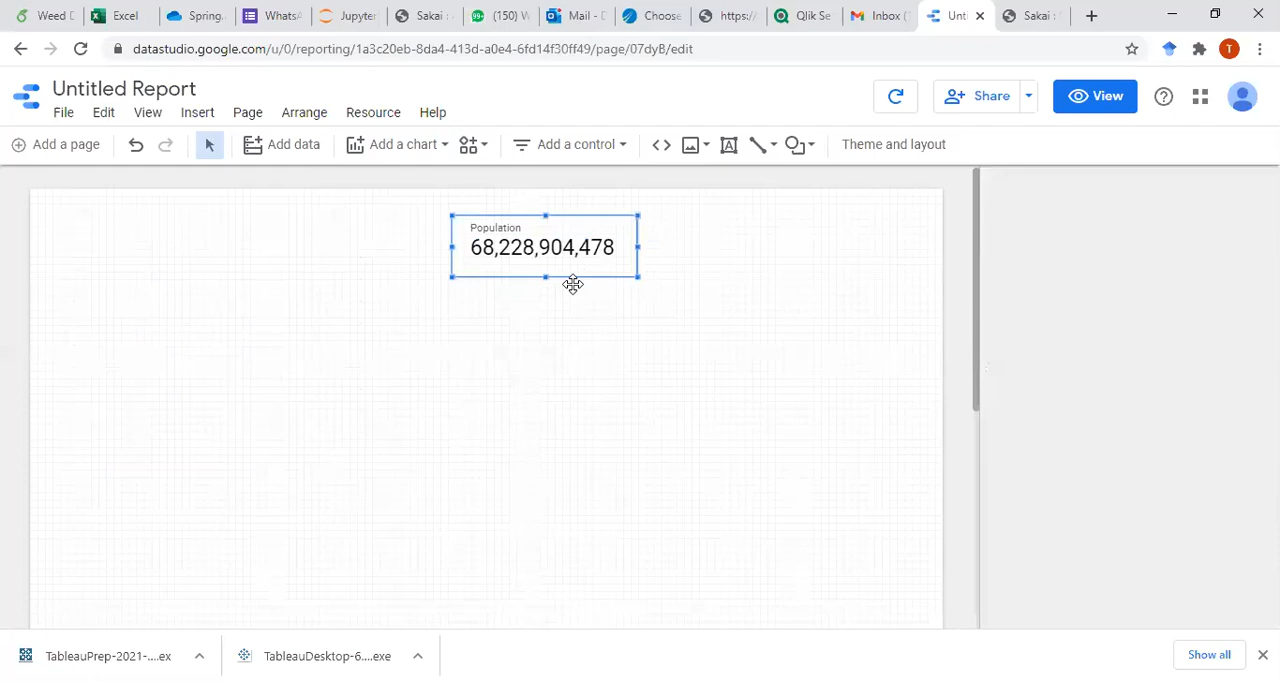 Weed D
Excel
Spring.
WhatsA
Jupyter
Sakai :
99+
(150) W
Mail - D
Choose
https:/
Qlik Se
Inbox (
Unti
Sakai :
datastudio.google.com/u/0/reporting/1a3c20eb-8da4-413d-a0e4-6fd14f30ff49/page/07dyB/edit
T
Untitled Report
Share
View
File Edit View Insert Page Arrange Resource Help
Add a page
Add data
Add a chart
Add a control
Theme and layout
Population
68,228,904,478
TableauPrep-2021-....ex
TableauDesktop-6....exe
Show all